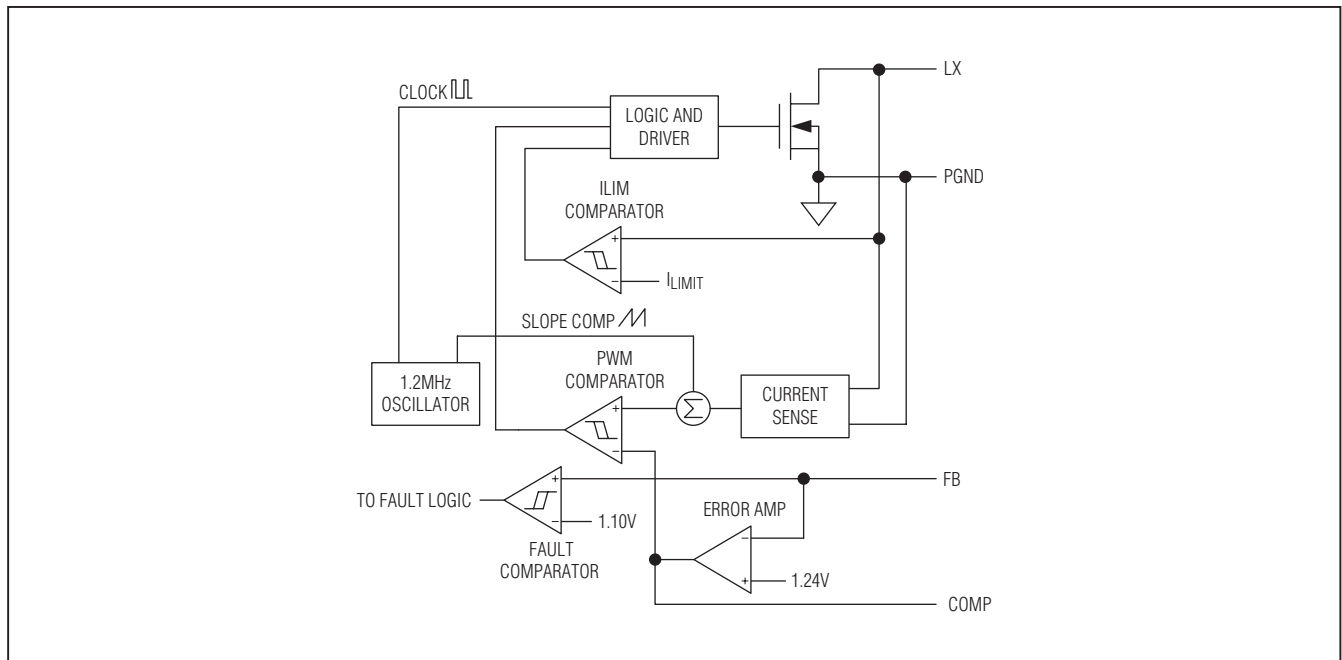 LX
CLOCK
LOGIC AND
DRIVER
PGND
ILIM
COMPARATOR
+
−
ILIMIT
SLOPE COMP
PWM
COMPARATOR
1.2MHz
OSCILLATOR
+
−
Σ
CURRENT
SENSE
FB
TO FAULT LOGIC
+
−
1.10V
FAULT
COMPARATOR
ERROR AMP
−
+
1.24V
COMP